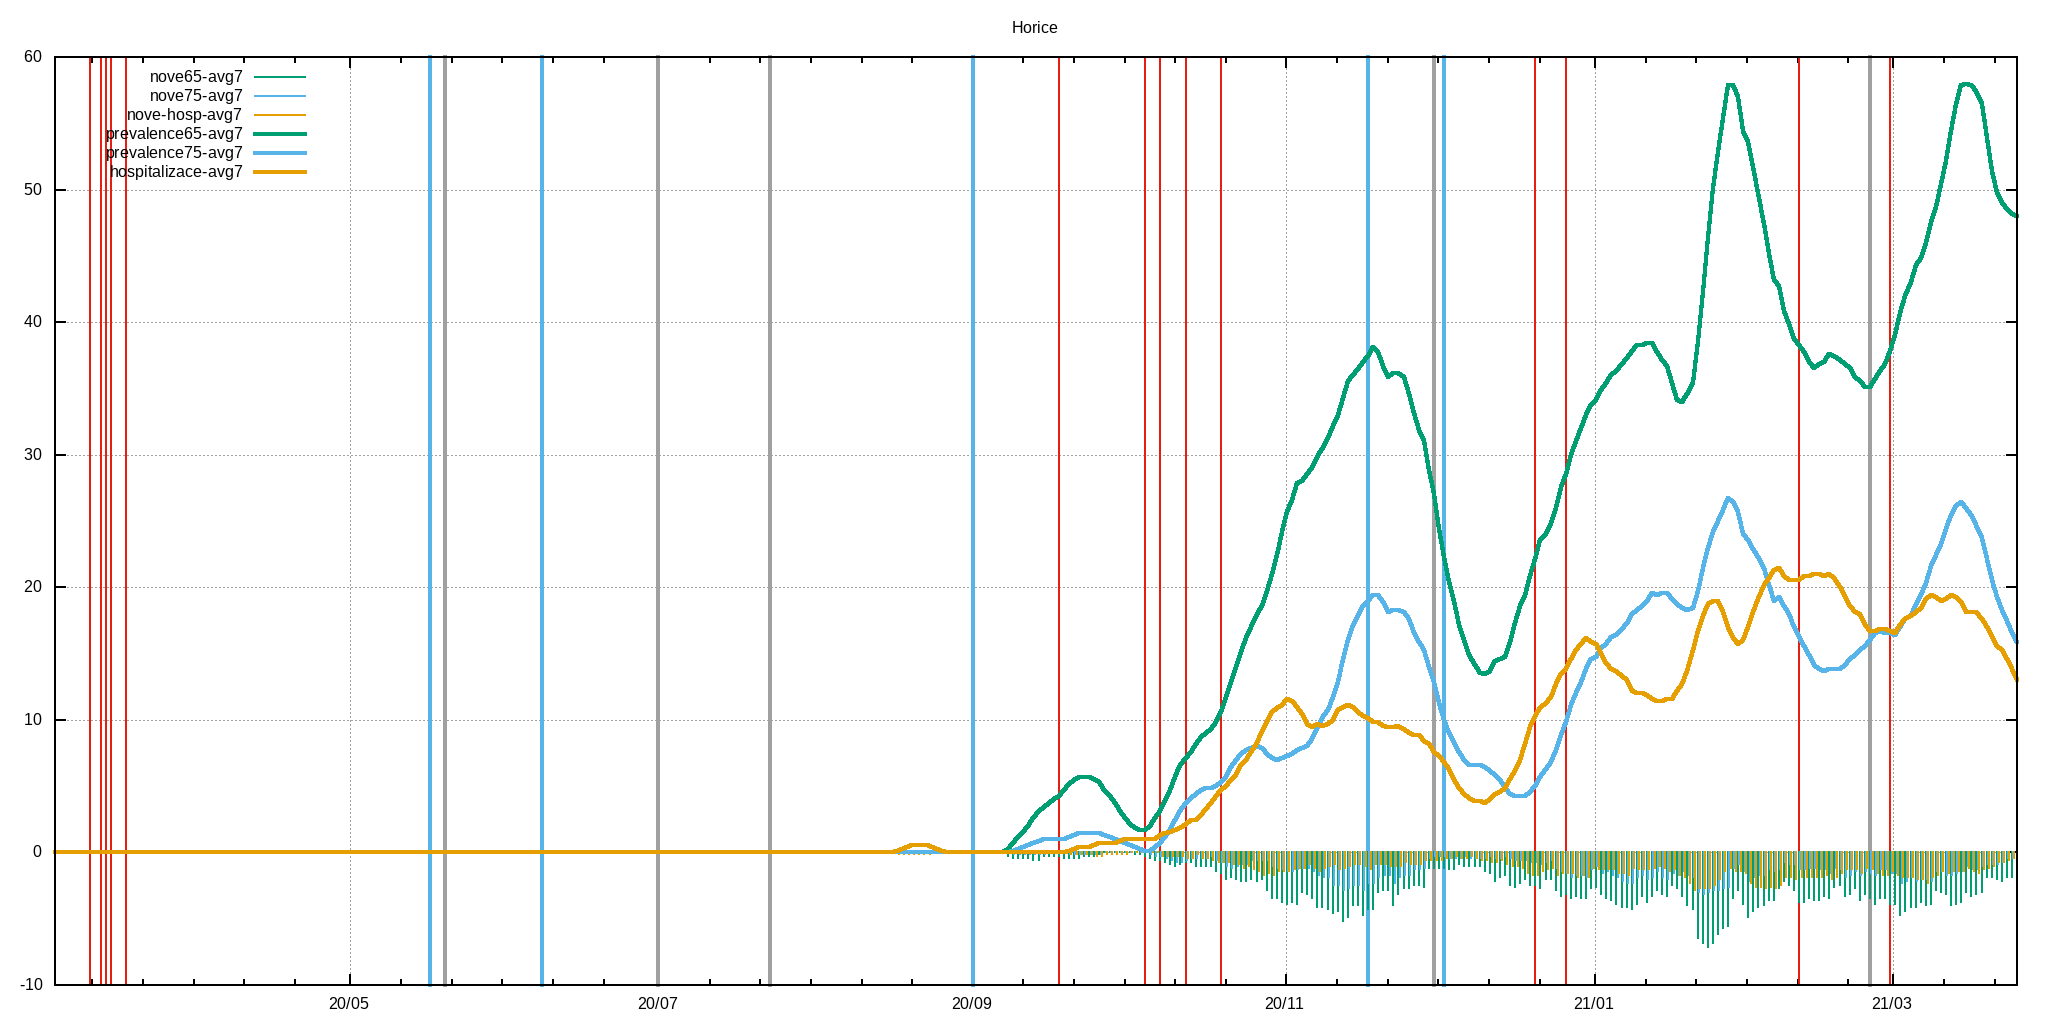 Horice
60
nove65-avg7
nove75-avg7
nove-hosp-avg7
prevalence65-avg7
prevalence75-avg7
hospitalizace-avg7
50
40
30
20
10
0
-10
20/05 20/07 20/09 20/11 21/01 21/03